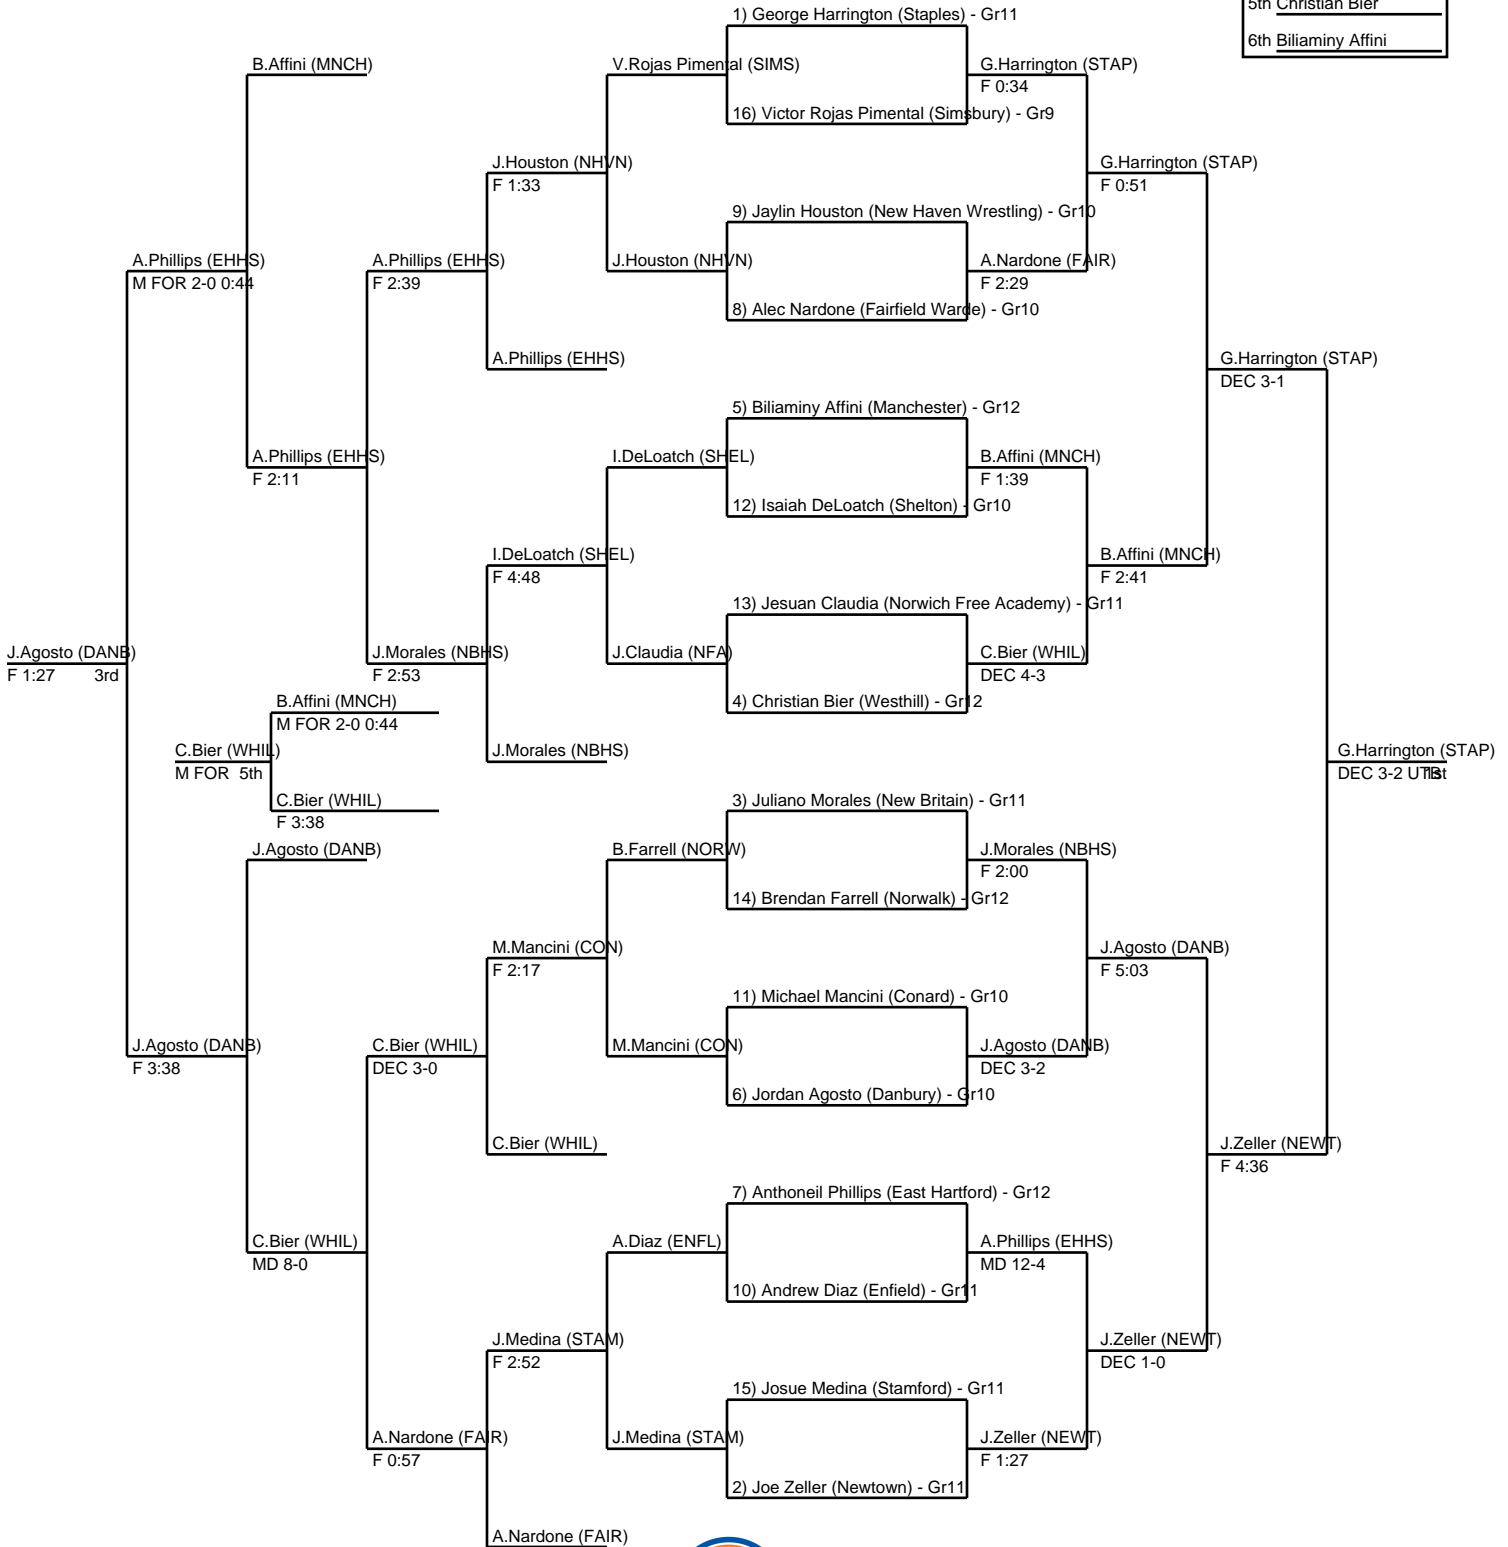 5th Christian Bier
6th Biliaminy Affini
1) George Harrington (Staples) - Gr11
B.Affini (MNCH)
V.Rojas Pimental (SIMS)
G.Harrington (STAP)
F 0:34
16) Victor Rojas Pimental (Simsbury) - Gr9
J.Houston (NHVN)
F 1:33
G.Harrington (STAP)
F 0:51
9) Jaylin Houston (New Haven Wrestling) - Gr10
A.Phillips (EHHS)
M FOR 2-0 0:44
A.Phillips (EHHS)
F 2:39
J.Houston (NHVN)
A.Nardone (FAIR)
F 2:29
8) Alec Nardone (Fairfield Warde) - Gr10
A.Phillips (EHHS)
G.Harrington (STAP)
DEC 3-1
5) Biliaminy Affini (Manchester) - Gr12
A.Phillips (EHHS)
F 2:11
I.DeLoatch (SHEL)
B.Affini (MNCH)
F 1:39
12) Isaiah DeLoatch (Shelton) - Gr10
I.DeLoatch (SHEL)
F 4:48
B.Affini (MNCH)
F 2:41
13) Jesuan Claudia (Norwich Free Academy) - Gr11
J.Agosto (DANB)
F 1:27 3rd
J.Morales (NBHS)
F 2:53
J.Claudia (NFA)
C.Bier (WHIL)
DEC 4-3
B.Affini (MNCH)
M FOR 2-0 0:44
4) Christian Bier (Westhill) - Gr12
C.Bier (WHIL)
M FOR 5th
J.Morales (NBHS)
G.Harrington (STAP)
DEC 3-2 UTB 1st
C.Bier (WHIL)
F 3:38
3) Juliano Morales (New Britain) - Gr11
J.Agosto (DANB)
B.Farrell (NORW)
J.Morales (NBHS)
F 2:00
14) Brendan Farrell (Norwalk) - Gr12
M.Mancini (CON)
F 2:17
J.Agosto (DANB)
F 5:03
11) Michael Mancini (Conard) - Gr10
J.Agosto (DANB)
F 3:38
C.Bier (WHIL)
DEC 3-0
M.Mancini (CON)
J.Agosto (DANB)
DEC 3-2
6) Jordan Agosto (Danbury) - Gr10
C.Bier (WHIL)
J.Zeller (NEWT)
F 4:36
7) Anthoneil Phillips (East Hartford) - Gr12
C.Bier (WHIL)
MD 8-0
A.Diaz (ENFL)
A.Phillips (EHHS)
MD 12-4
10) Andrew Diaz (Enfield) - Gr11
J.Medina (STAM)
F 2:52
J.Zeller (NEWT)
DEC 1-0
15) Josue Medina (Stamford) - Gr11
A.Nardone (FAIR)
F 0:57
J.Medina (STAM)
J.Zeller (NEWT)
F 1:27
2) Joe Zeller (Newtown) - Gr11
A.Nardone (FAIR)